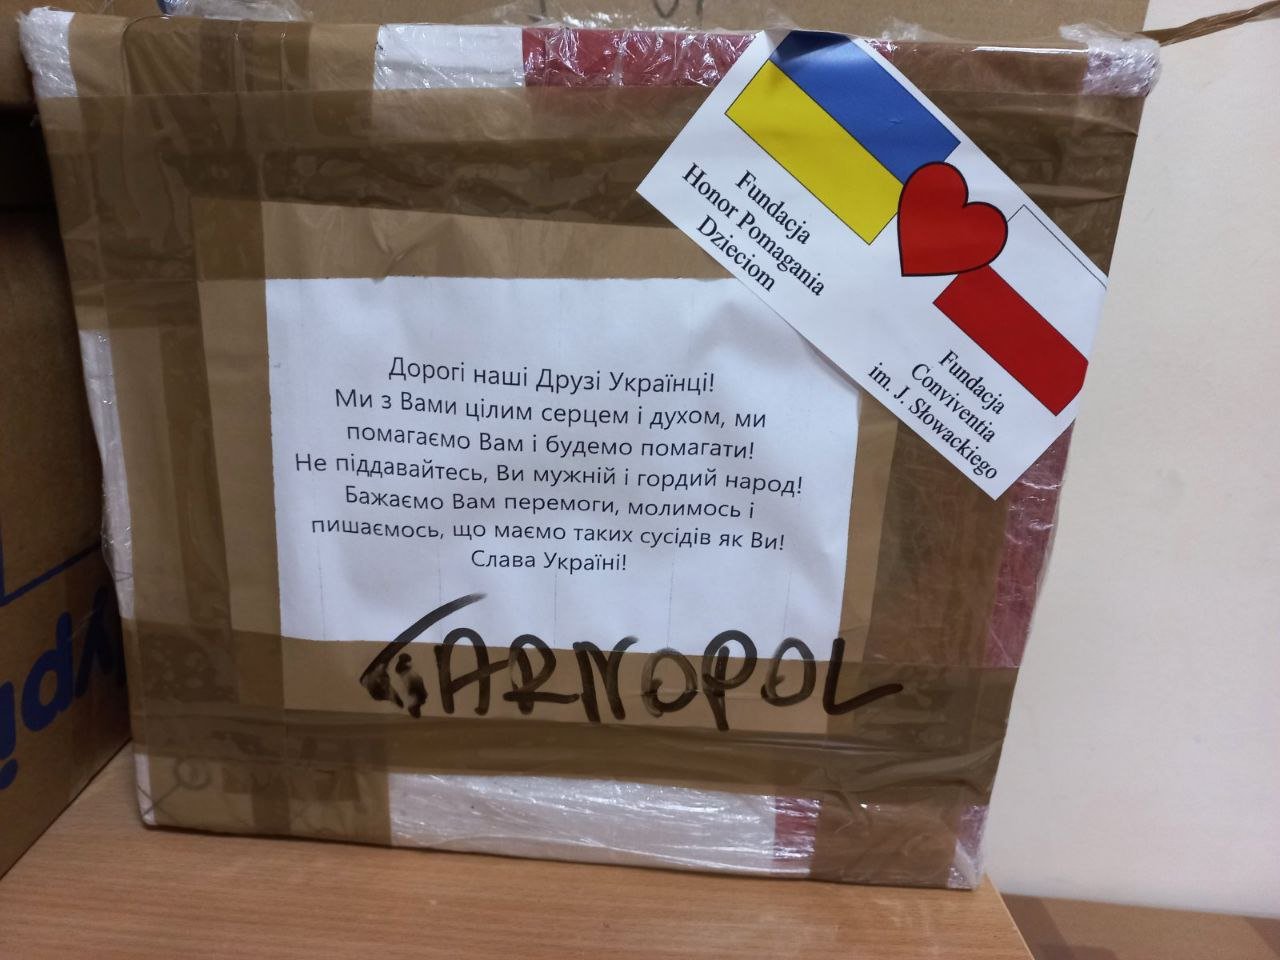 Fundacja
Honor Pomagania
Dzieciom
Fundacja
Conviventia
im. J. Słowackiego
Дорогі наші Друзі Українці!
Ми з Вами цілим серцем і духом, ми
помагаємо Вам і будемо помагати!
Не піддавайтесь, Ви мужній і гордий народ!
Бажаємо Вам перемоги, молимось і
пишаємось, що маємо таких сусідів як Ви!
Слава Україні!
TARNOPOL